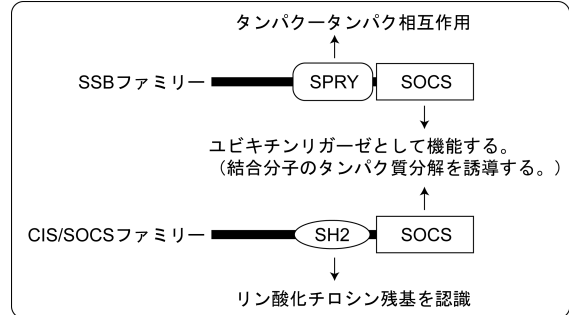 タンパクータンパク相互作用
SSBファミリー SPRY SOCS
ユビキチンリガーゼとして機能する。
（結合分子のタンパク質分解を誘導する。）
CIS/SOCSファミリー SH2 SOCS
リン酸化チロシン残基を認識